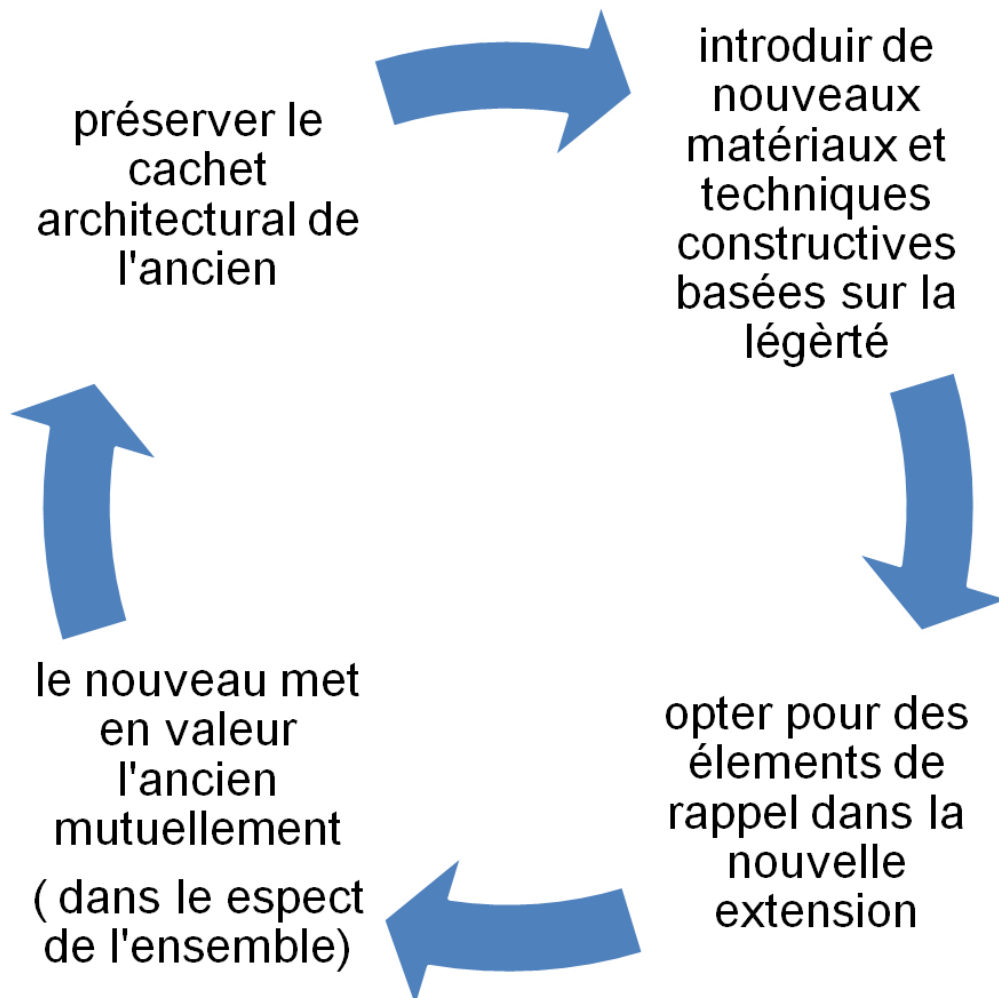 préserver le
cachet
architectural de
l'ancien
introduir de
nouveaux
matériaux et
techniques
constructives
basées sur la
légèrté
opter pour des
élements de
rappel dans la
nouvelle
extension
le nouveau met
en valeur
l'ancien
mutuellement
( dans le espect
de l'ensemble)